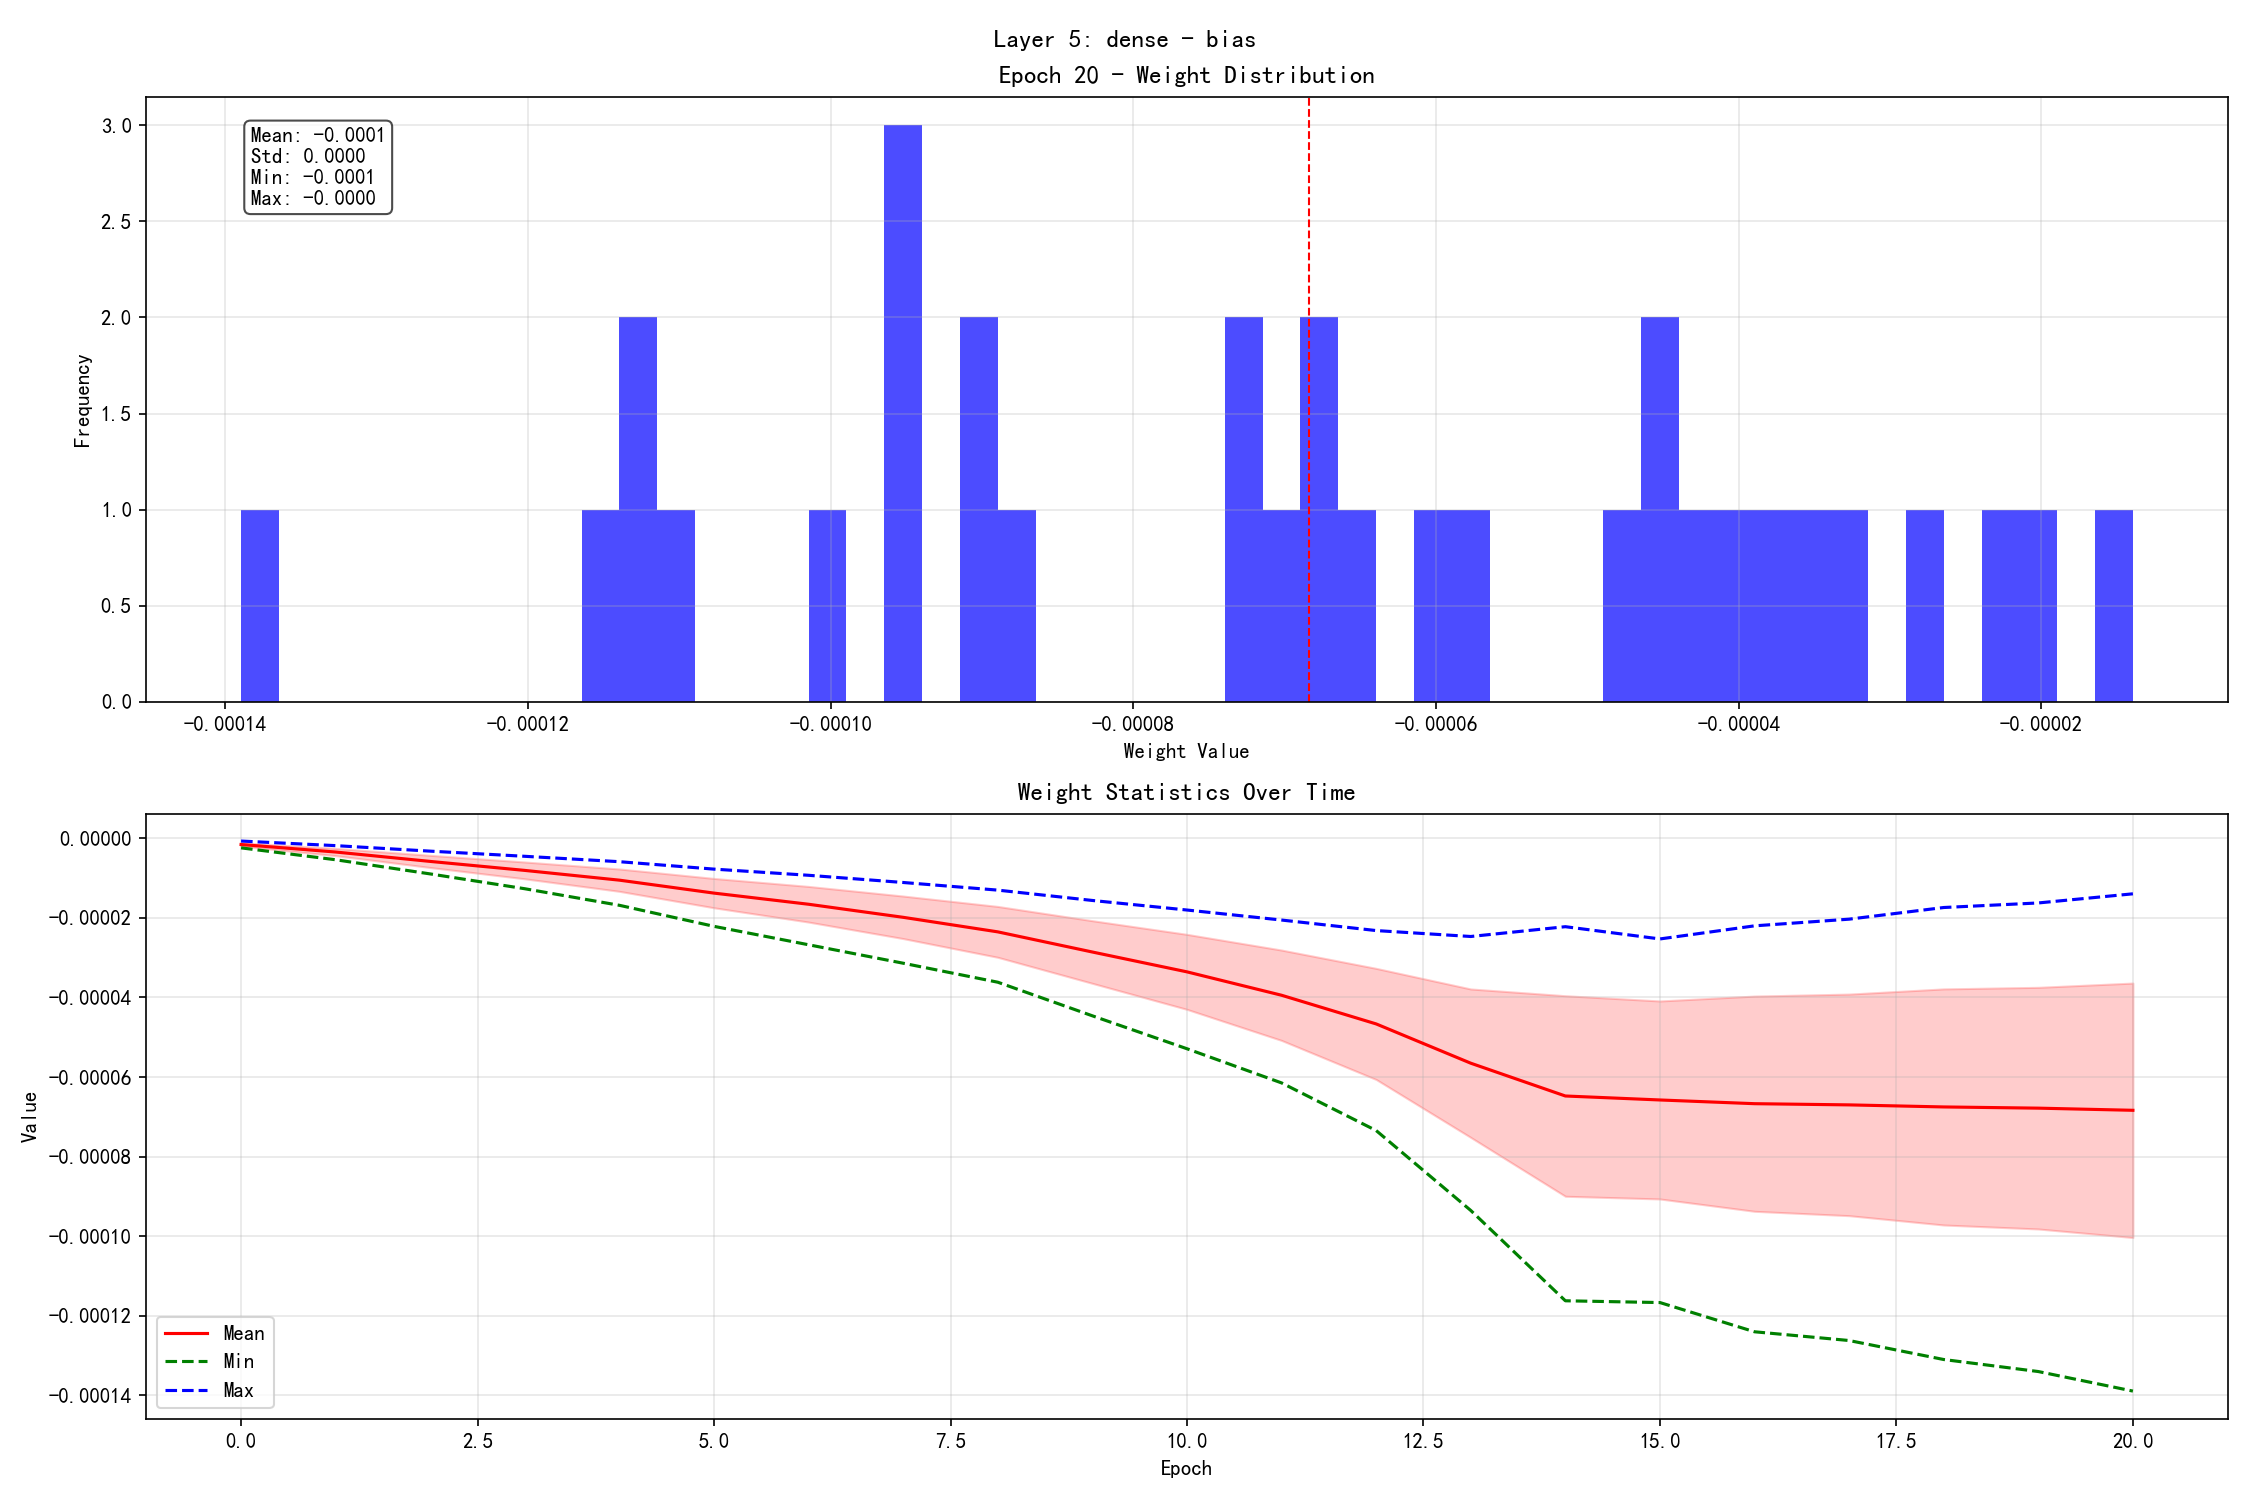 Layer 5: dense - bias
Epoch 20 - Weight Distribution
Mean: -0.0001
Std: 0.0000
Min: -0.0001
Max: -0.0000
Frequency
3.0
2.5
2.0
1.5
1.0
0.5
0.0
-0.00014 -0.00012 -0.00010 -0.00008 -0.00006 -0.00004 -0.00002
Weight Value
Weight Statistics Over Time
Value
0.00000
-0.00002
-0.00004
-0.00006
-0.00008
-0.00010
-0.00012
-0.00014
Mean
Min
Max
0.0 2.5 5.0 7.5 10.0 12.5 15.0 17.5 20.0
Epoch